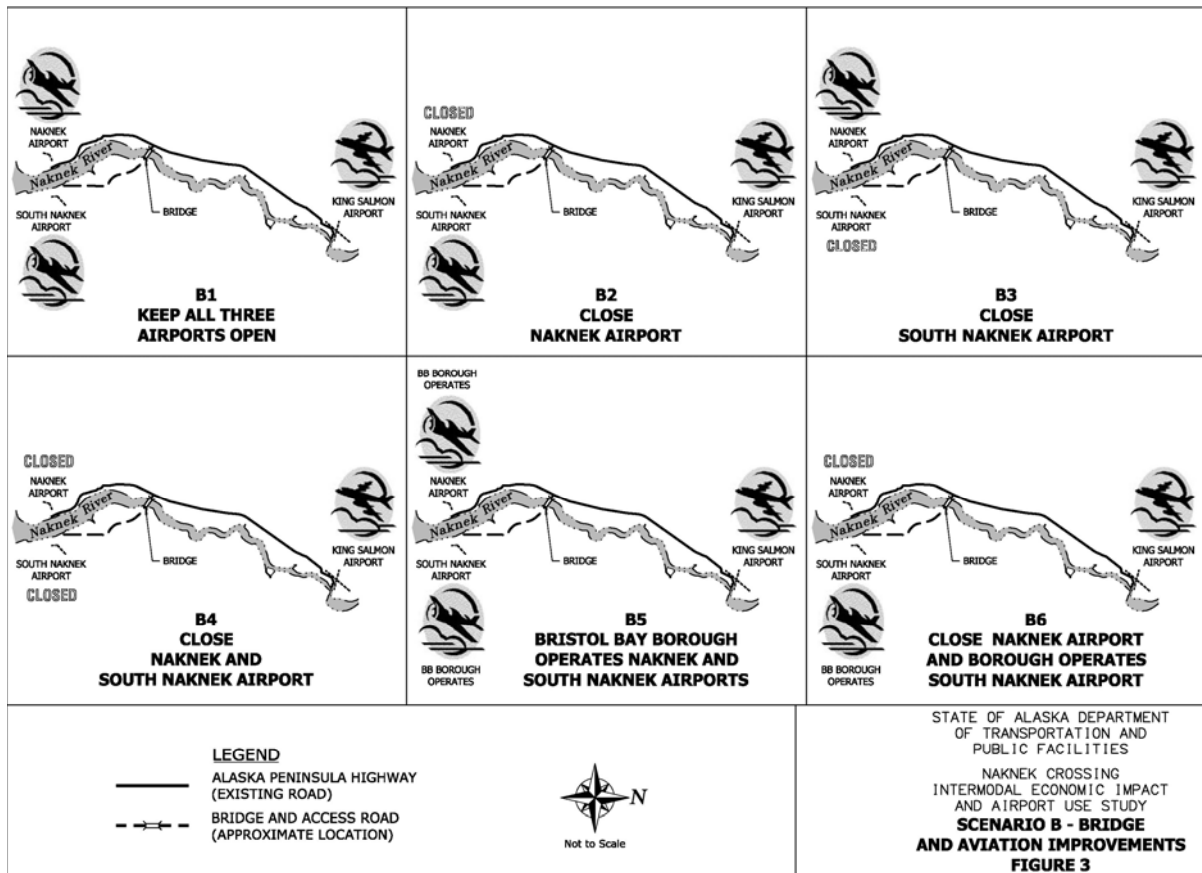 NAKNEK
AIRPORT
Naknek River
SOUTH NAKNEK
AIRPORT
BRIDGE
KING SALMON
AIRPORT
B1
KEEP ALL THREE
AIRPORTS OPEN
CLOSED
NAKNEK
AIRPORT
Naknek River
SOUTH NAKNEK
AIRPORT
BRIDGE
KING SALMON
AIRPORT
B2
CLOSE
NAKNEK AIRPORT
NAKNEK
AIRPORT
Naknek River
SOUTH NAKNEK
AIRPORT
CLOSED
BRIDGE
KING SALMON
AIRPORT
B3
CLOSE
SOUTH NAKNEK AIRPORT
CLOSED
NAKNEK
AIRPORT
Naknek River
SOUTH NAKNEK
AIRPORT
CLOSED
BRIDGE
KING SALMON
AIRPORT
B4
CLOSE
NAKNEK AND
SOUTH NAKNEK AIRPORT
BB BOROUGH
OPERATES
NAKNEK
AIRPORT
Naknek River
SOUTH NAKNEK
AIRPORT
BRIDGE
KING SALMON
AIRPORT
BB BOROUGH
OPERATES
B5
BRISTOL BAY BOROUGH
OPERATES NAKNEK AND
SOUTH NAKNEK AIRPORTS
CLOSED
NAKNEK
AIRPORT
Naknek River
SOUTH NAKNEK
AIRPORT
BRIDGE
KING SALMON
AIRPORT
BB BOROUGH
OPERATES
B6
CLOSE NAKNEK AIRPORT
AND BOROUGH OPERATES
SOUTH NAKNEK AIRPORT
LEGEND
ALASKA PENINSULA HIGHWAY
(EXISTING ROAD)
BRIDGE AND ACCESS ROAD
(APPROXIMATE LOCATION)
N
Not to Scale
STATE OF ALASKA DEPARTMENT
OF TRANSPORTATION AND
PUBLIC FACILITIES
NAKNEK CROSSING
INTERMODAL ECONOMIC IMPACT
AND AIRPORT USE STUDY
SCENARIO B - BRIDGE
AND AVIATION IMPROVEMENTS
FIGURE 3